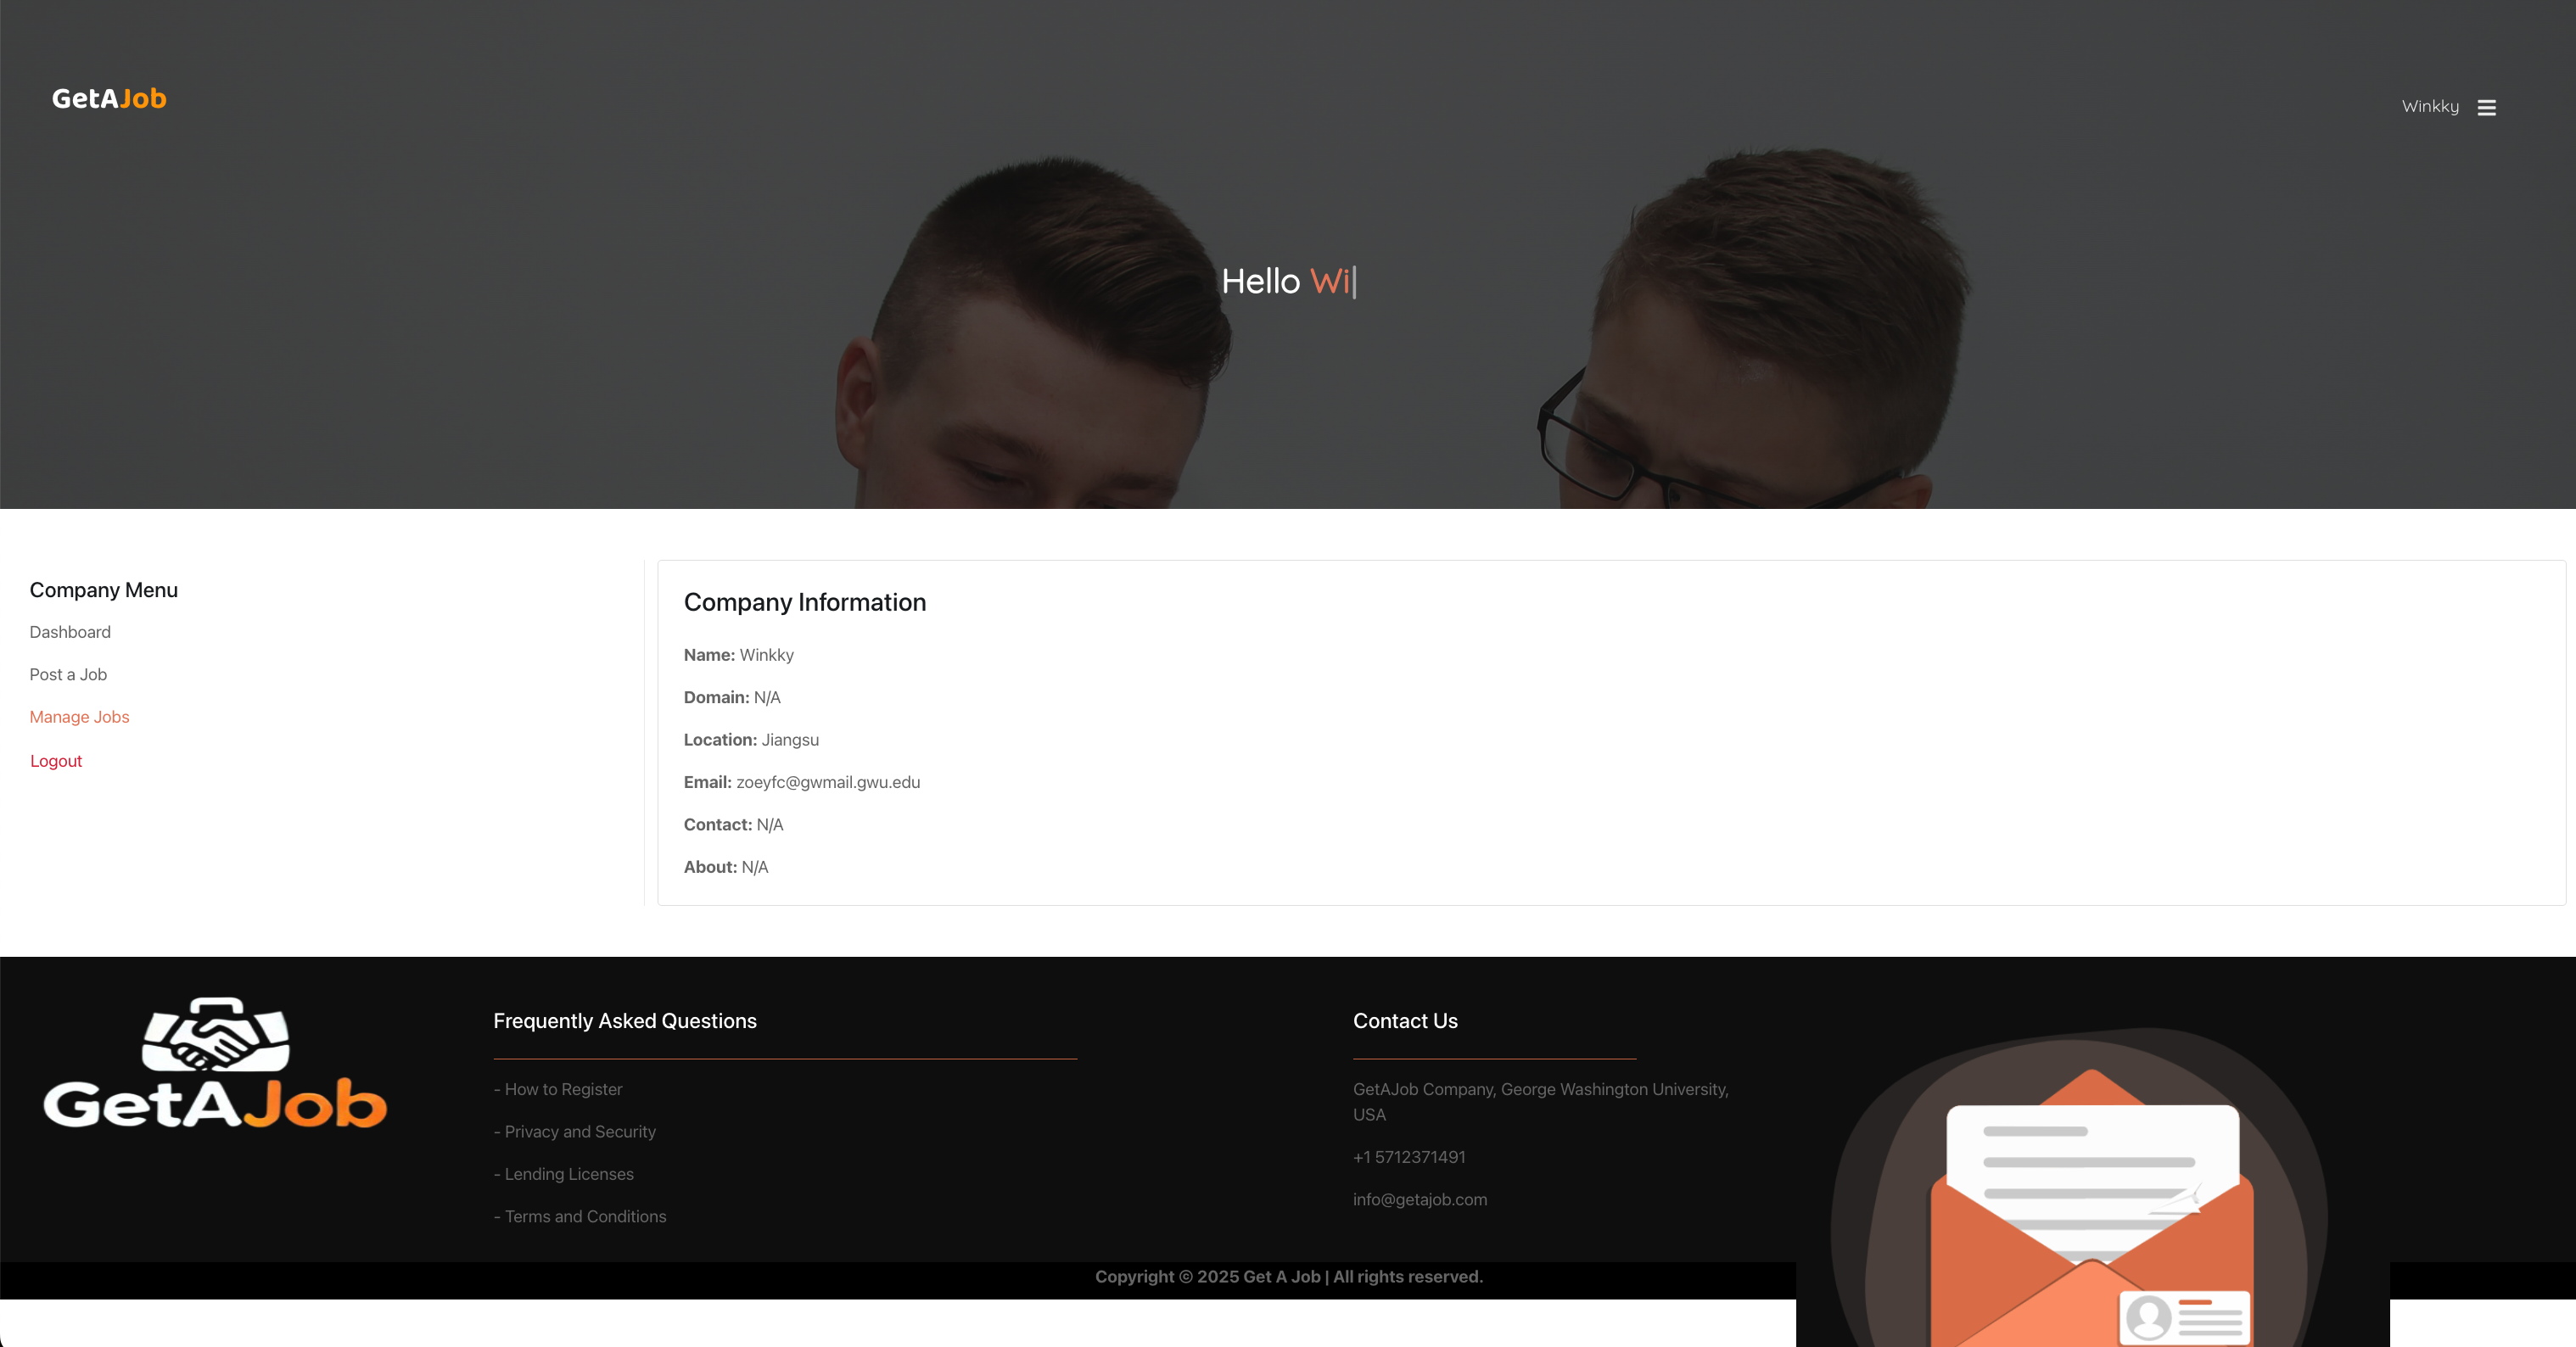 GetAJob
Winkky
Hello Wi
Company Menu
Dashboard
Post a Job
Manage Jobs
Logout
Company Information
Name: Winkky
Domain: N/A
Location: Jiangsu
Email: zoeyfc@gwmail.gwu.edu
Contact: N/A
About: N/A
GetAJob
Frequently Asked Questions
- How to Register
- Privacy and Security
- Lending Licenses
- Terms and Conditions
Contact Us
GetAJob Company, George Washington University,
USA
+1 5712371491
info@getajob.com
Copyright © 2025 Get A Job | All rights reserved.